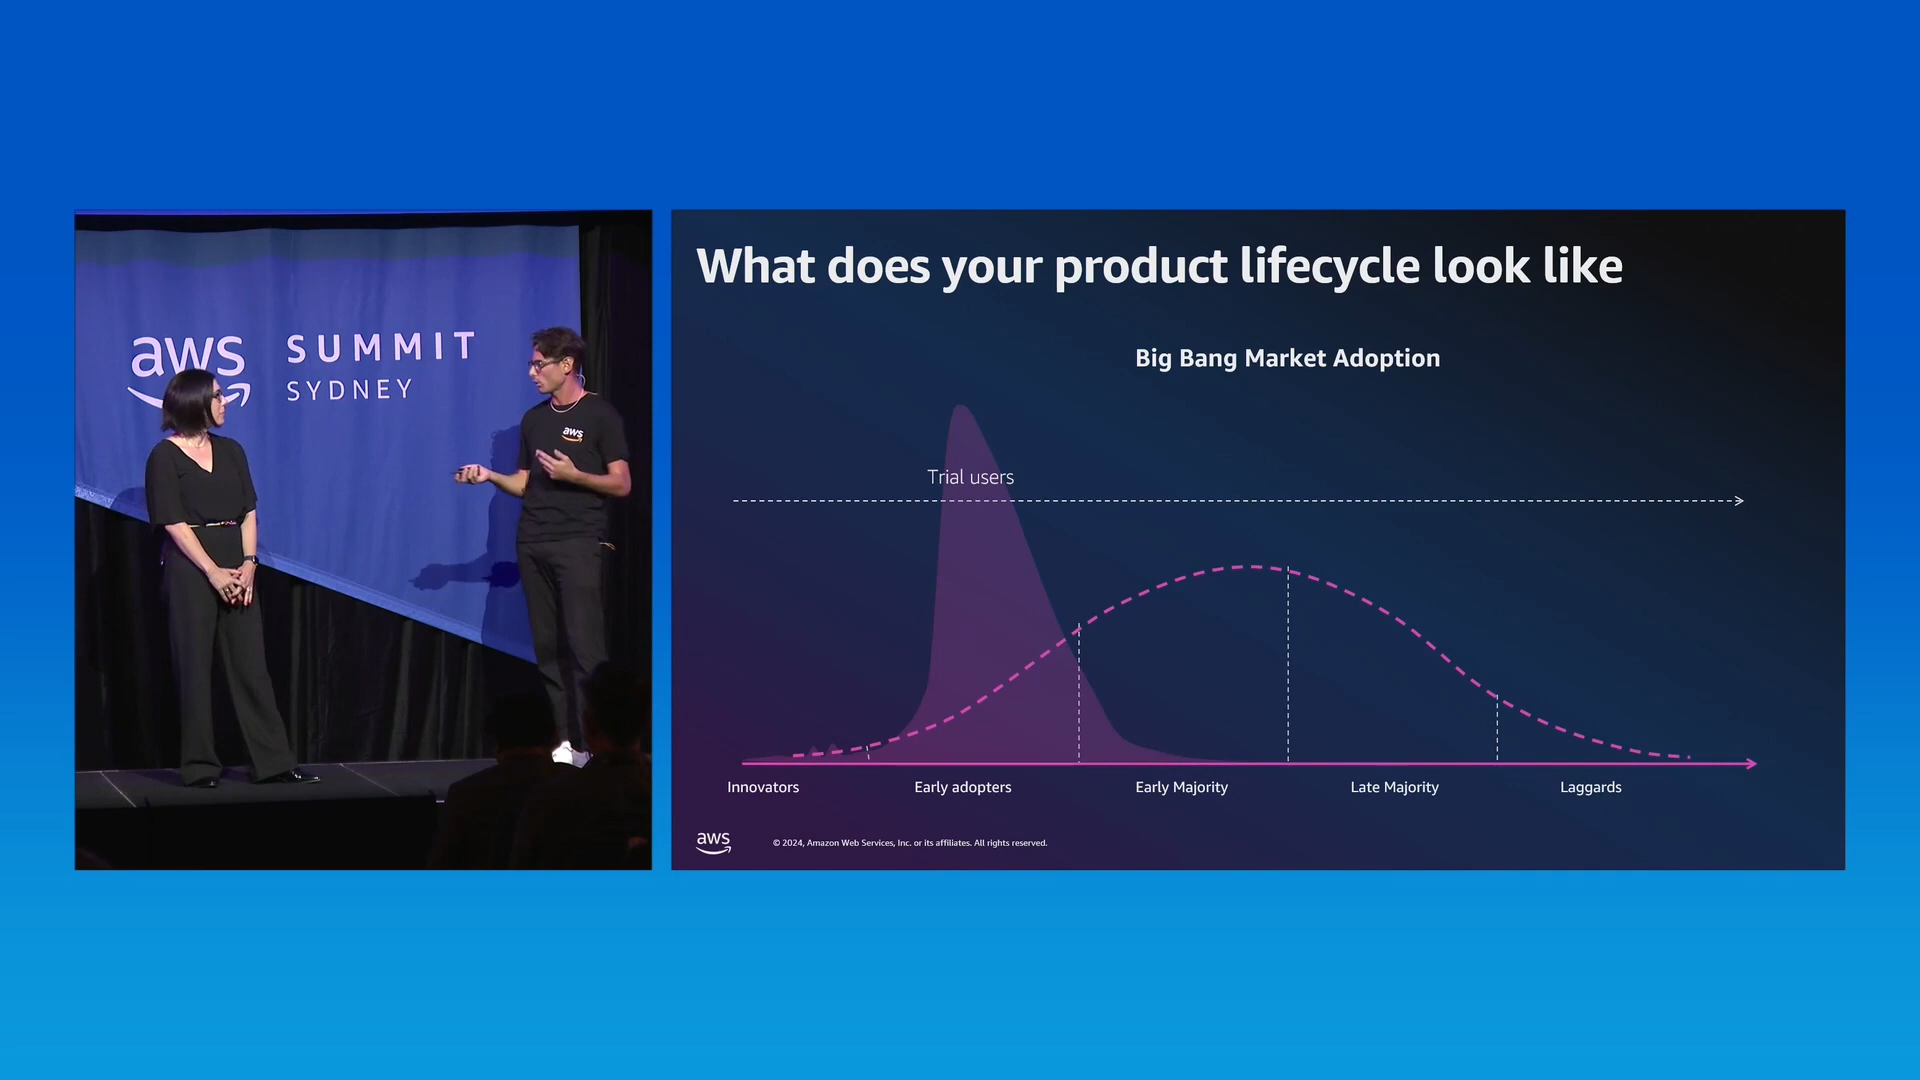 aws
SUMMIT
SYDNEY
aws
What does your product lifecycle look like
Big Bang Market Adoption
Trial users
Innovators
Early adopters
Early Majority
Late Majority
Laggards
aws
© 2024, Amazon Web Services, Inc. or its affiliates. All rights reserved.